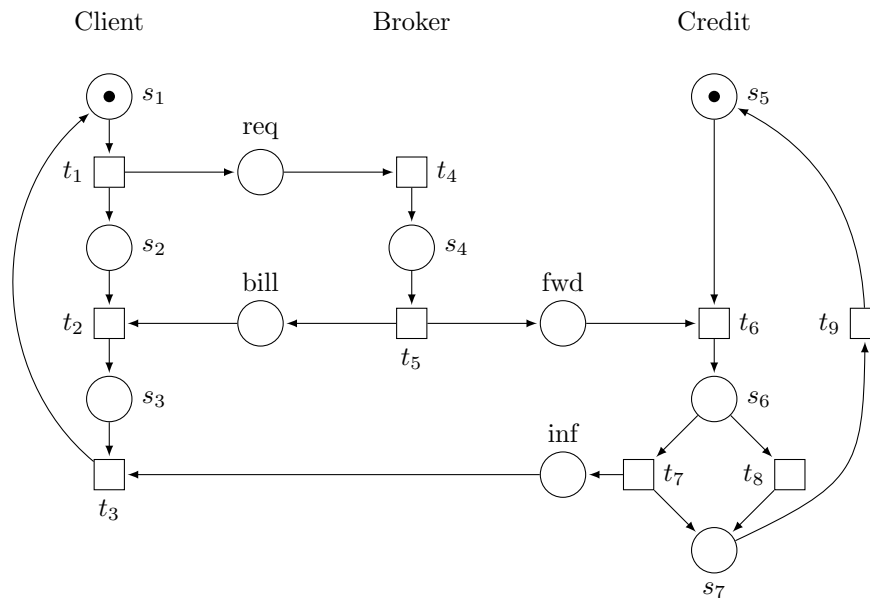 Client Broker Credit
s₁ s₅
req
t₁ t₄
s₂ s₄
bill fwd
t₂ t₅ t₆ t₉
s₃ s₆
inf
t₃ t₇ t₈
s₇